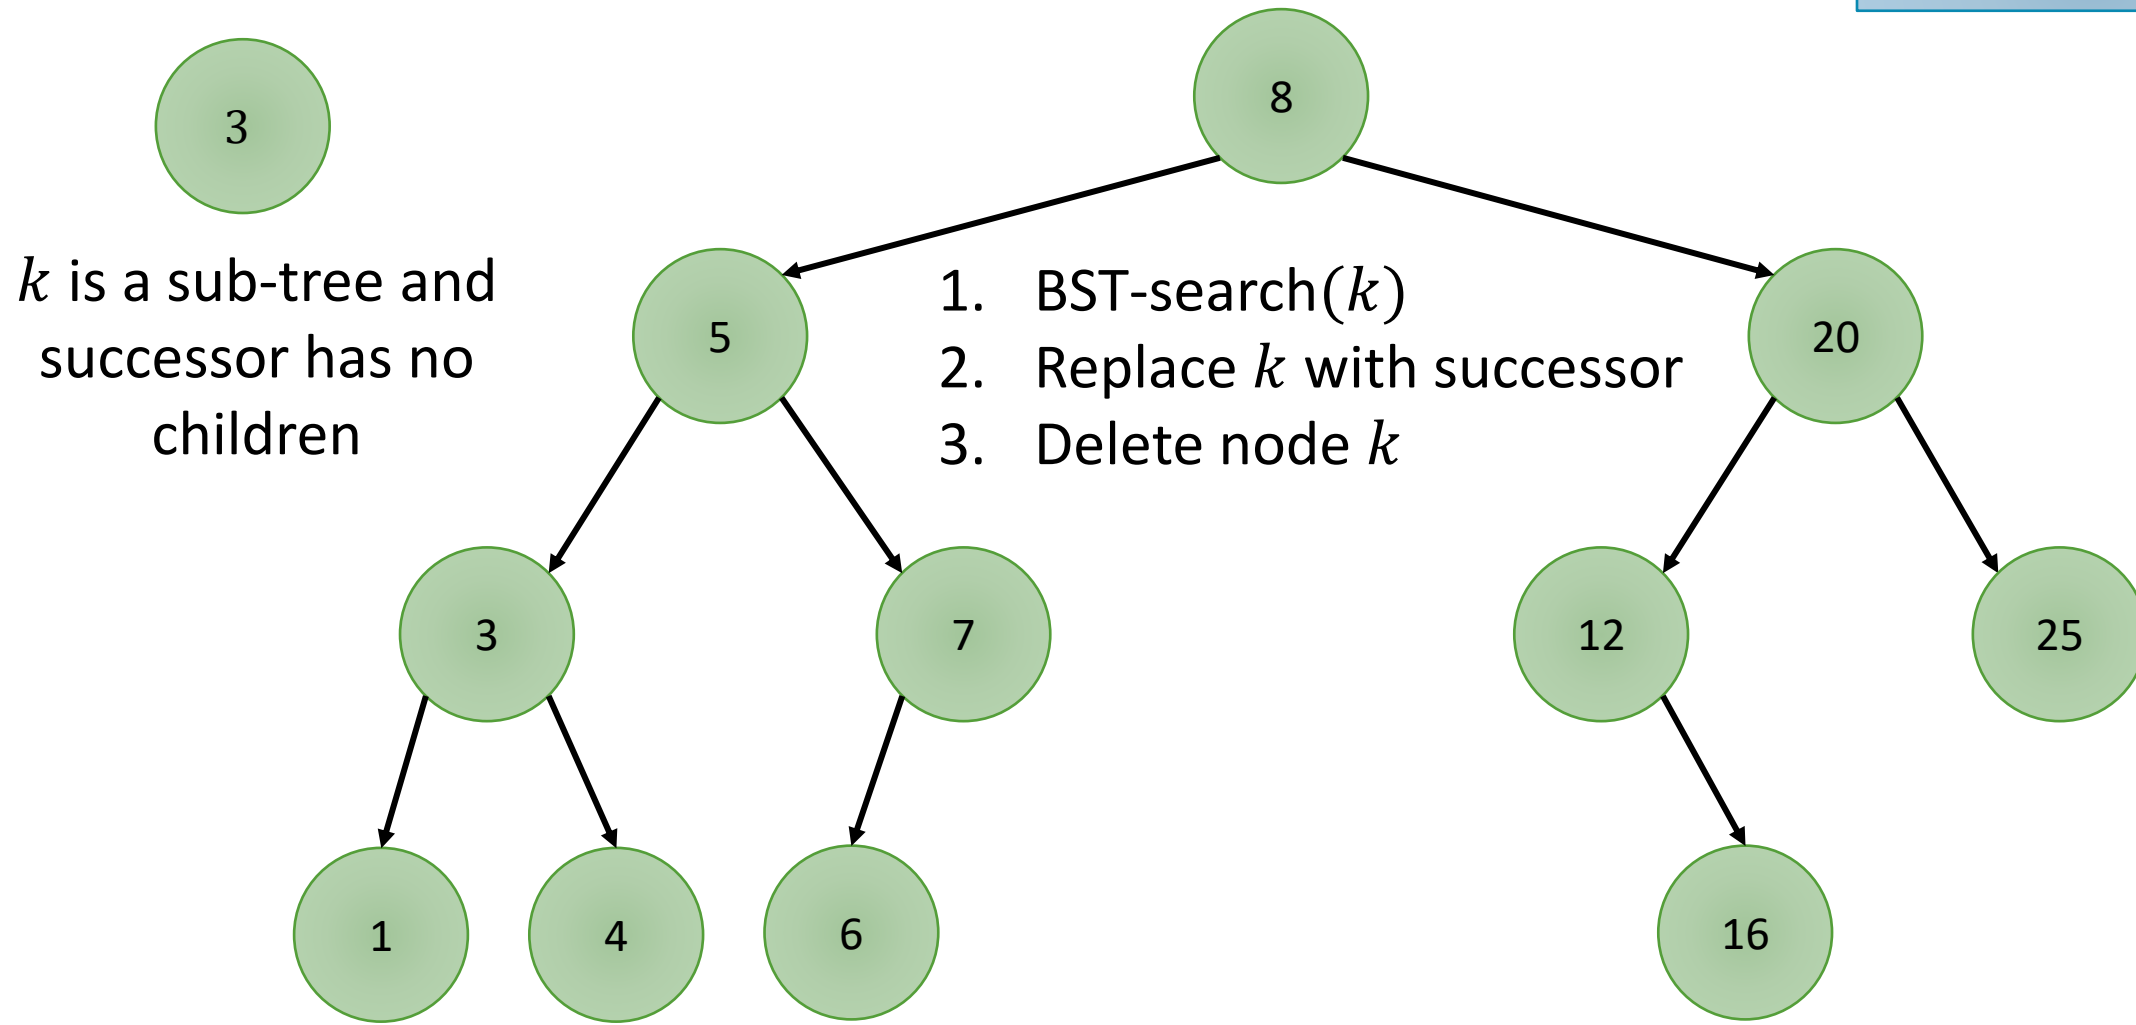 3
k is a sub-tree and
successor has no
children
8
1. BST-search(k)
2. Replace k with successor
3. Delete node k
5
20
3
7
12
25
1
4
6
16